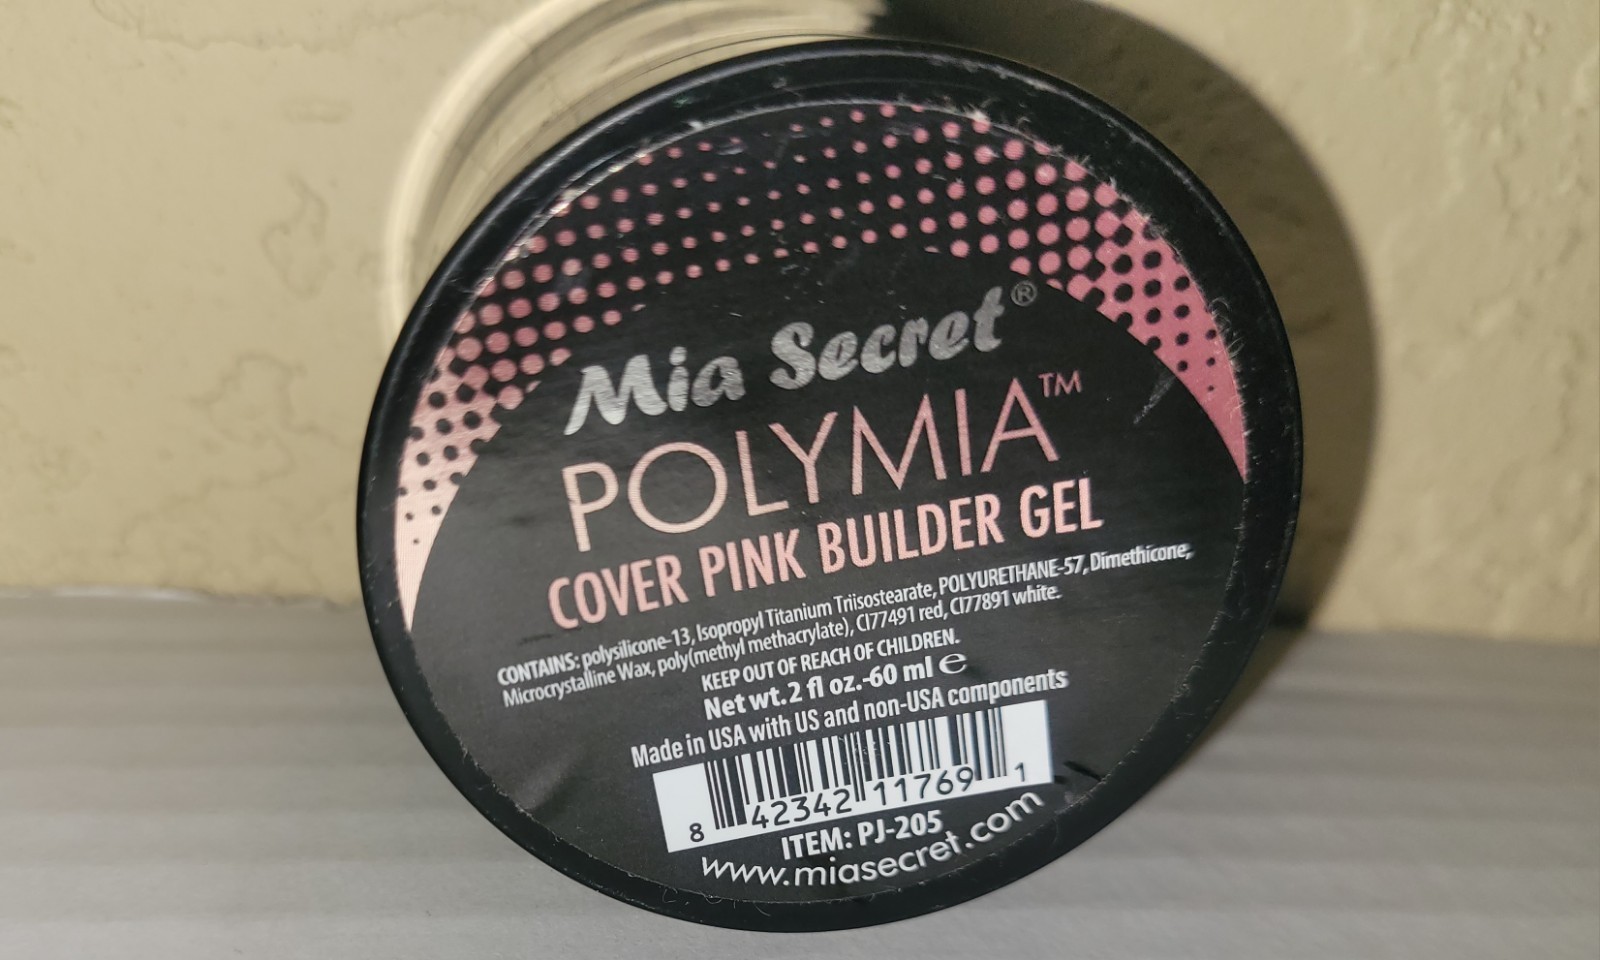 Mia Secret®
POLYMIA™
COVER PINK BUILDER GEL
CONTAINS: polysilicone-13, Isopropyl Titanium Triisostearate, POLYURETHANE-57, Dimethicone,
Microcrystalline Wax, poly(methyl methacrylate), CI77491 red, CI77891 white.
KEEP OUT OF REACH OF CHILDREN.
Net wt. 2 fl oz.-60 ml ℮
Made in USA with US and non-USA components
8 42342 11769 1
ITEM: PJ-205
www.miasecret.com